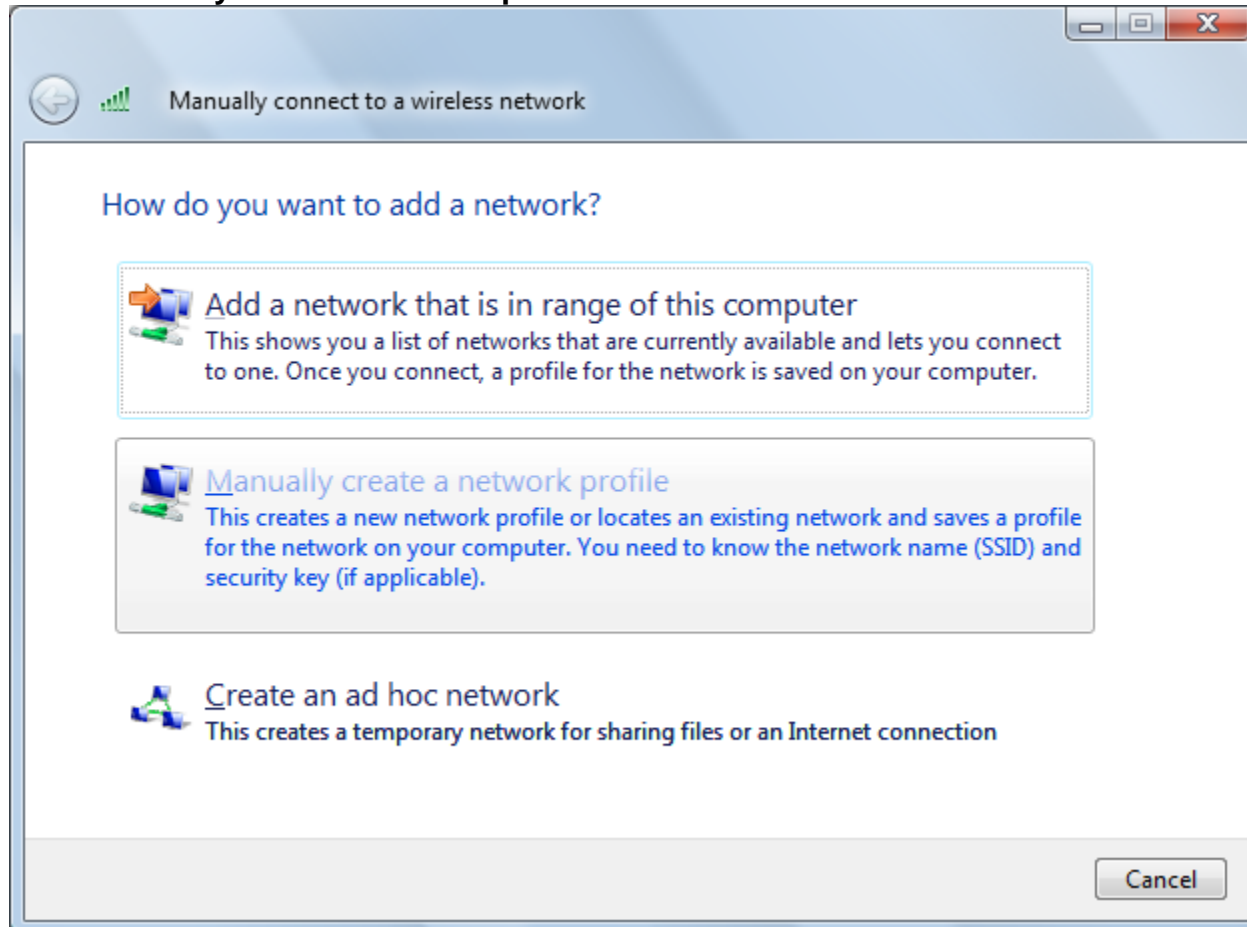 Manually connect to a wireless network
How do you want to add a network?
Add a network that is in range of this computer
This shows you a list of networks that are currently available and lets you connect
to one. Once you connect, a profile for the network is saved on your computer.
Manually create a network profile
This creates a new network profile or locates an existing network and saves a profile
for the network on your computer. You need to know the network name (SSID) and
security key (if applicable).
Create an ad hoc network
This creates a temporary network for sharing files or an Internet connection
Cancel